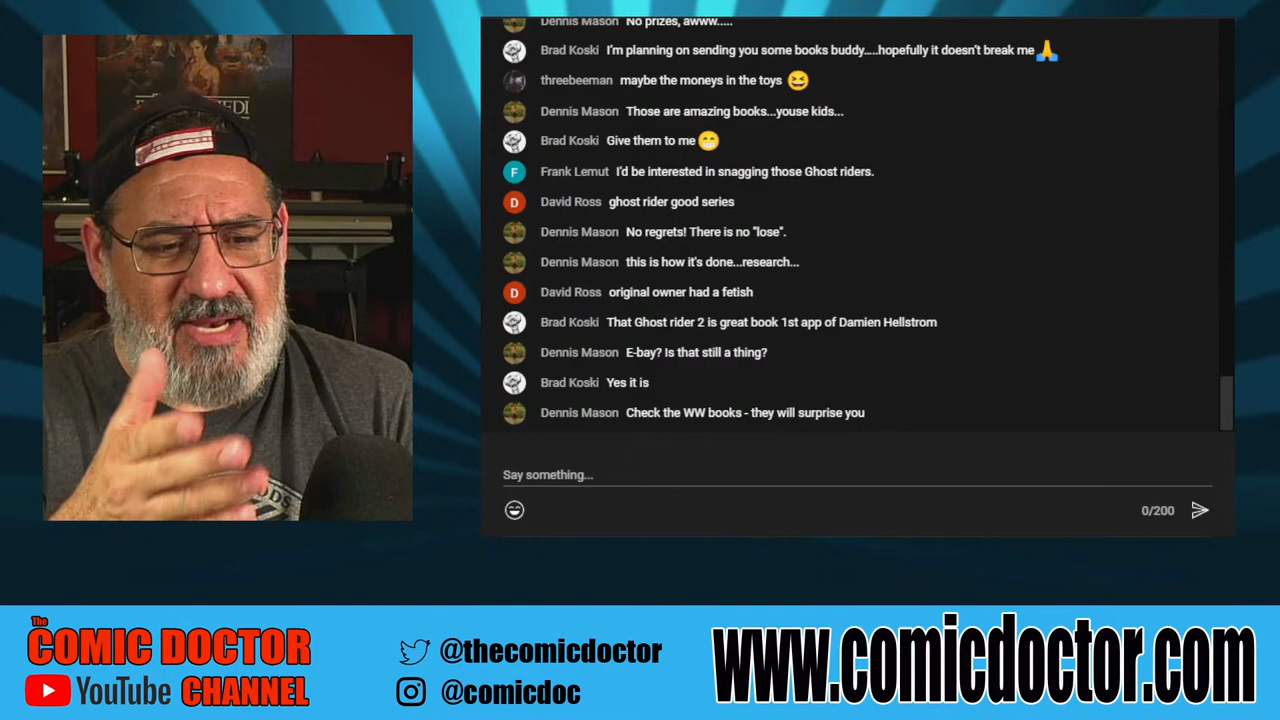 EDI
ODS
Dennis Mason No prizes, awww.....
Brad Koski I'm planning on sending you some books buddy.....hopefully it doesn't break me 🙏
threebeeman maybe the moneys in the toys 😆
Dennis Mason Those are amazing books...youse kids...
Brad Koski Give them to me 😁
F Frank Lemut I'd be interested in snagging those Ghost riders.
D David Ross ghost rider good series
Dennis Mason No regrets! There is no "lose".
Dennis Mason this is how it's done...research...
D David Ross original owner had a fetish
Brad Koski That Ghost rider 2 is great book 1st app of Damien Hellstrom
Dennis Mason E-bay? Is that still a thing?
Brad Koski Yes it is
Dennis Mason Check the WW books - they will surprise you
Say something...
0/200
The
COMIC DOCTOR
YouTube CHANNEL
@thecomicdoctor
@comicdoc
www.comicdoctor.com